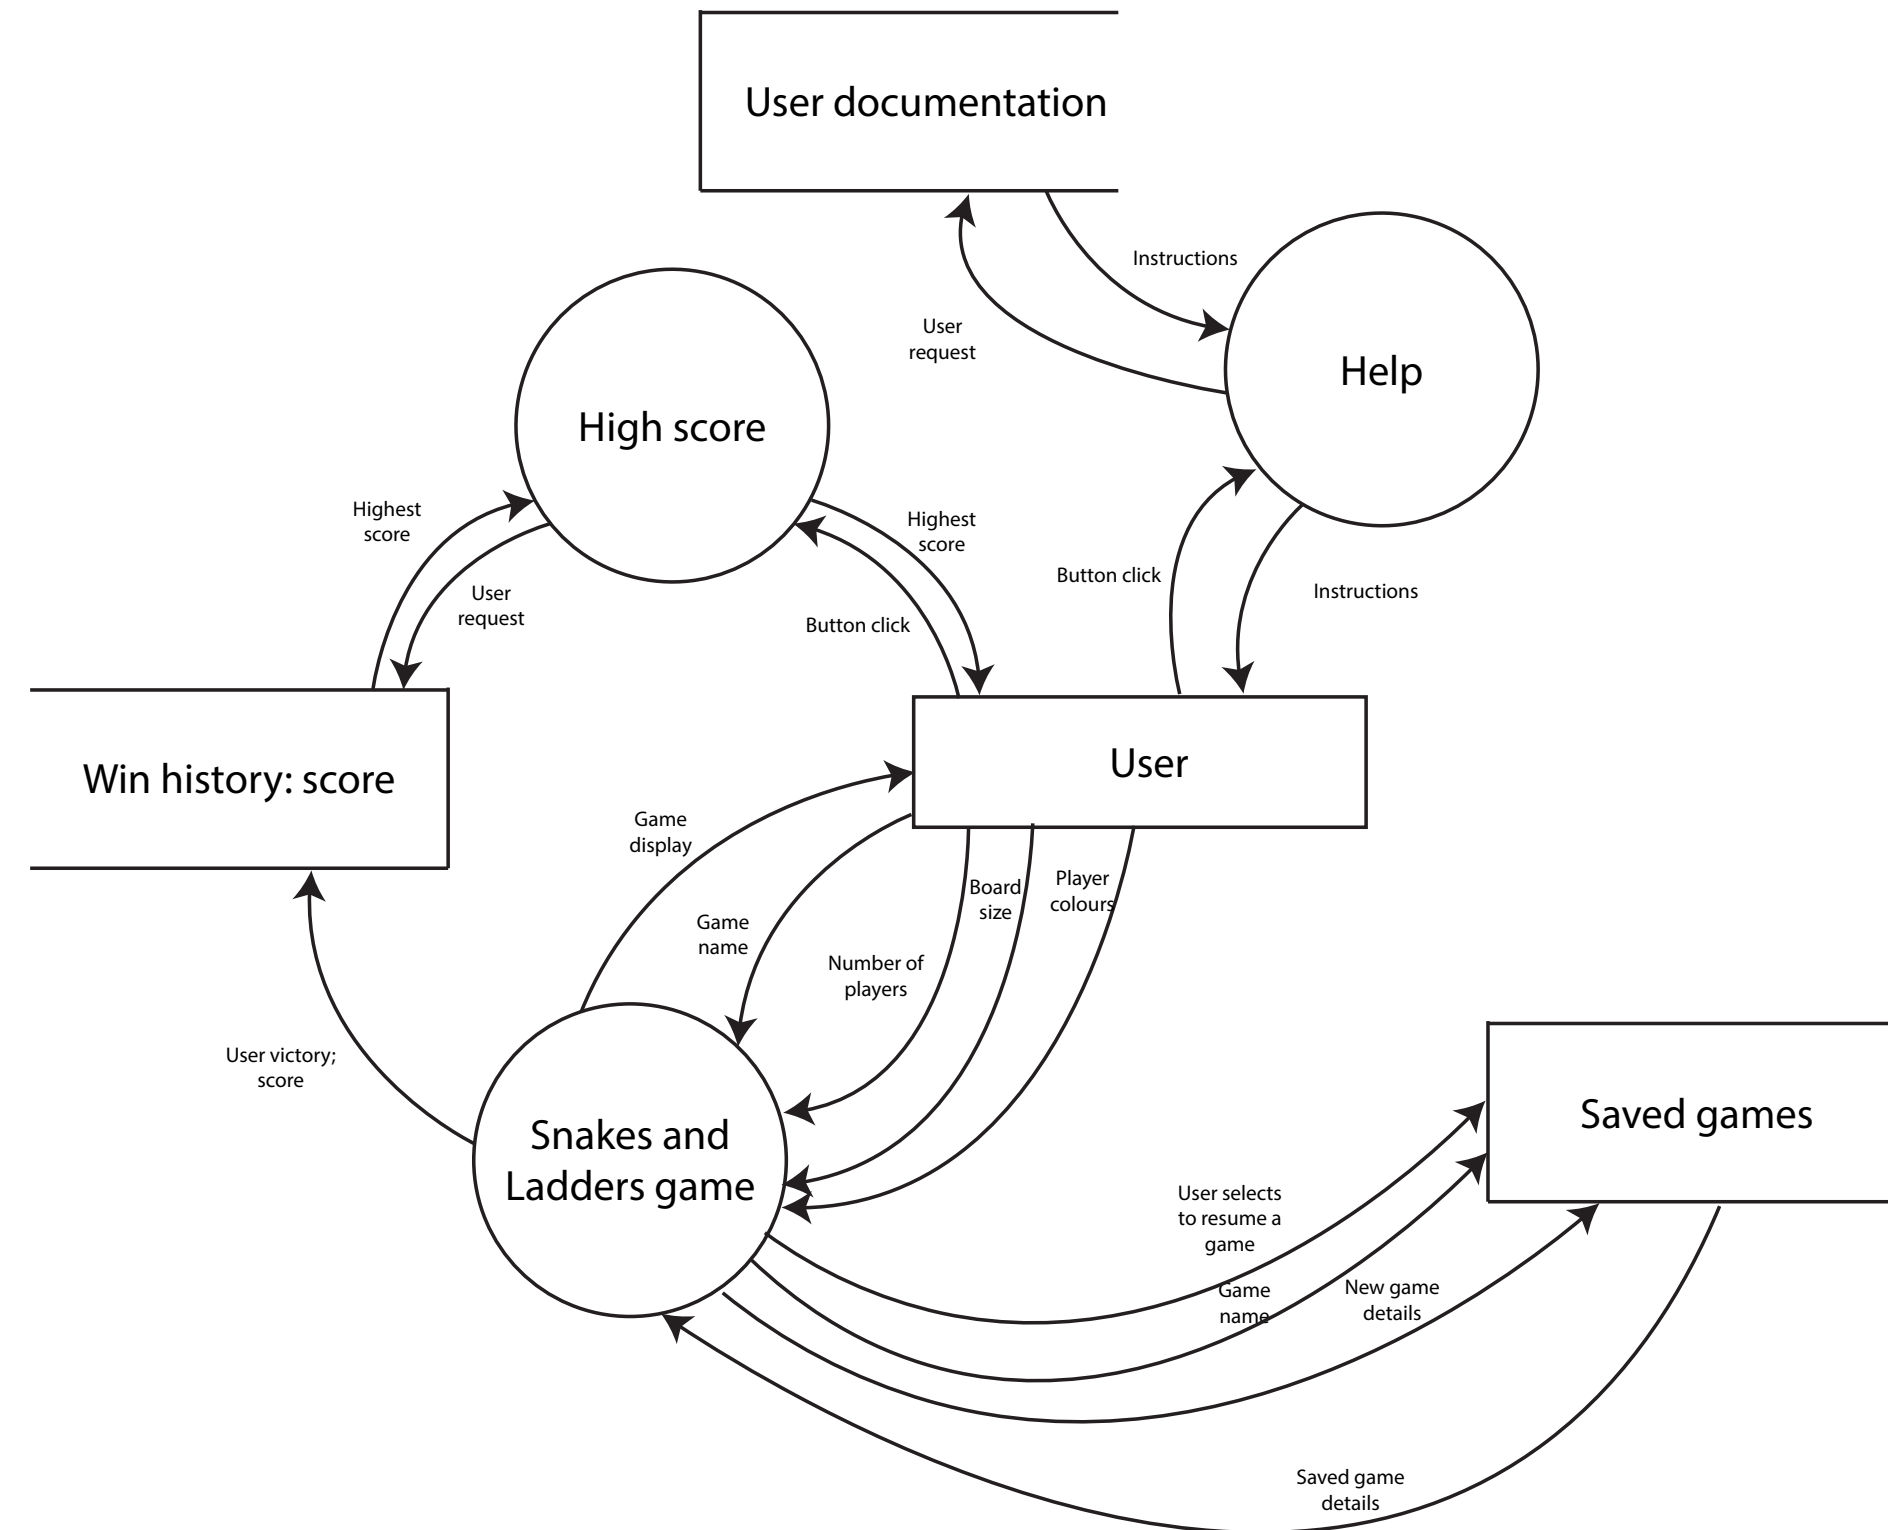 User documentation
Instructions
User
request
Help
High score
Highest
score
User
request
Highest
score
Button click
Button click
Instructions
Win history: score
User
Game
display
Game
name
Number of
players
Board
size
Player
colours
User victory;
score
Snakes and
Ladders game
Saved games
User selects
to resume a
game
Game
name
New game
details
Saved game
details